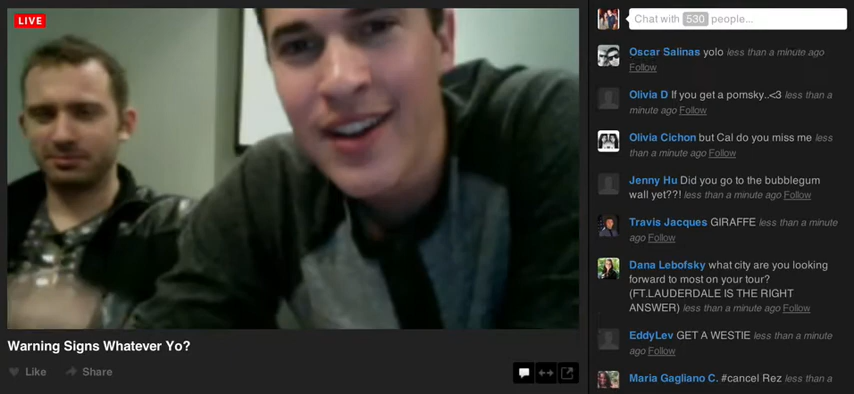 LIVE
Warning Signs Whatever Yo?
Like Share
Chat with 530 people...
Oscar Salinas yolo less than a minute ago
Follow
Olivia D If you get a pomsky..<3 less than a
minute ago Follow
Olivia Cichon but Cal do you miss me less
than a minute ago Follow
Jenny Hu Did you go to the bubblegum
wall yet??! less than a minute ago Follow
Travis Jacques GIRAFFE less than a minute
ago Follow
Dana Lebofsky what city are you looking
forward to most on your tour?
(FT.LAUDERDALE IS THE RIGHT
ANSWER) less than a minute ago Follow
EddyLev GET A WESTIE less than a minute
ago Follow
Maria Gagliano C. #cancel Rez less than a